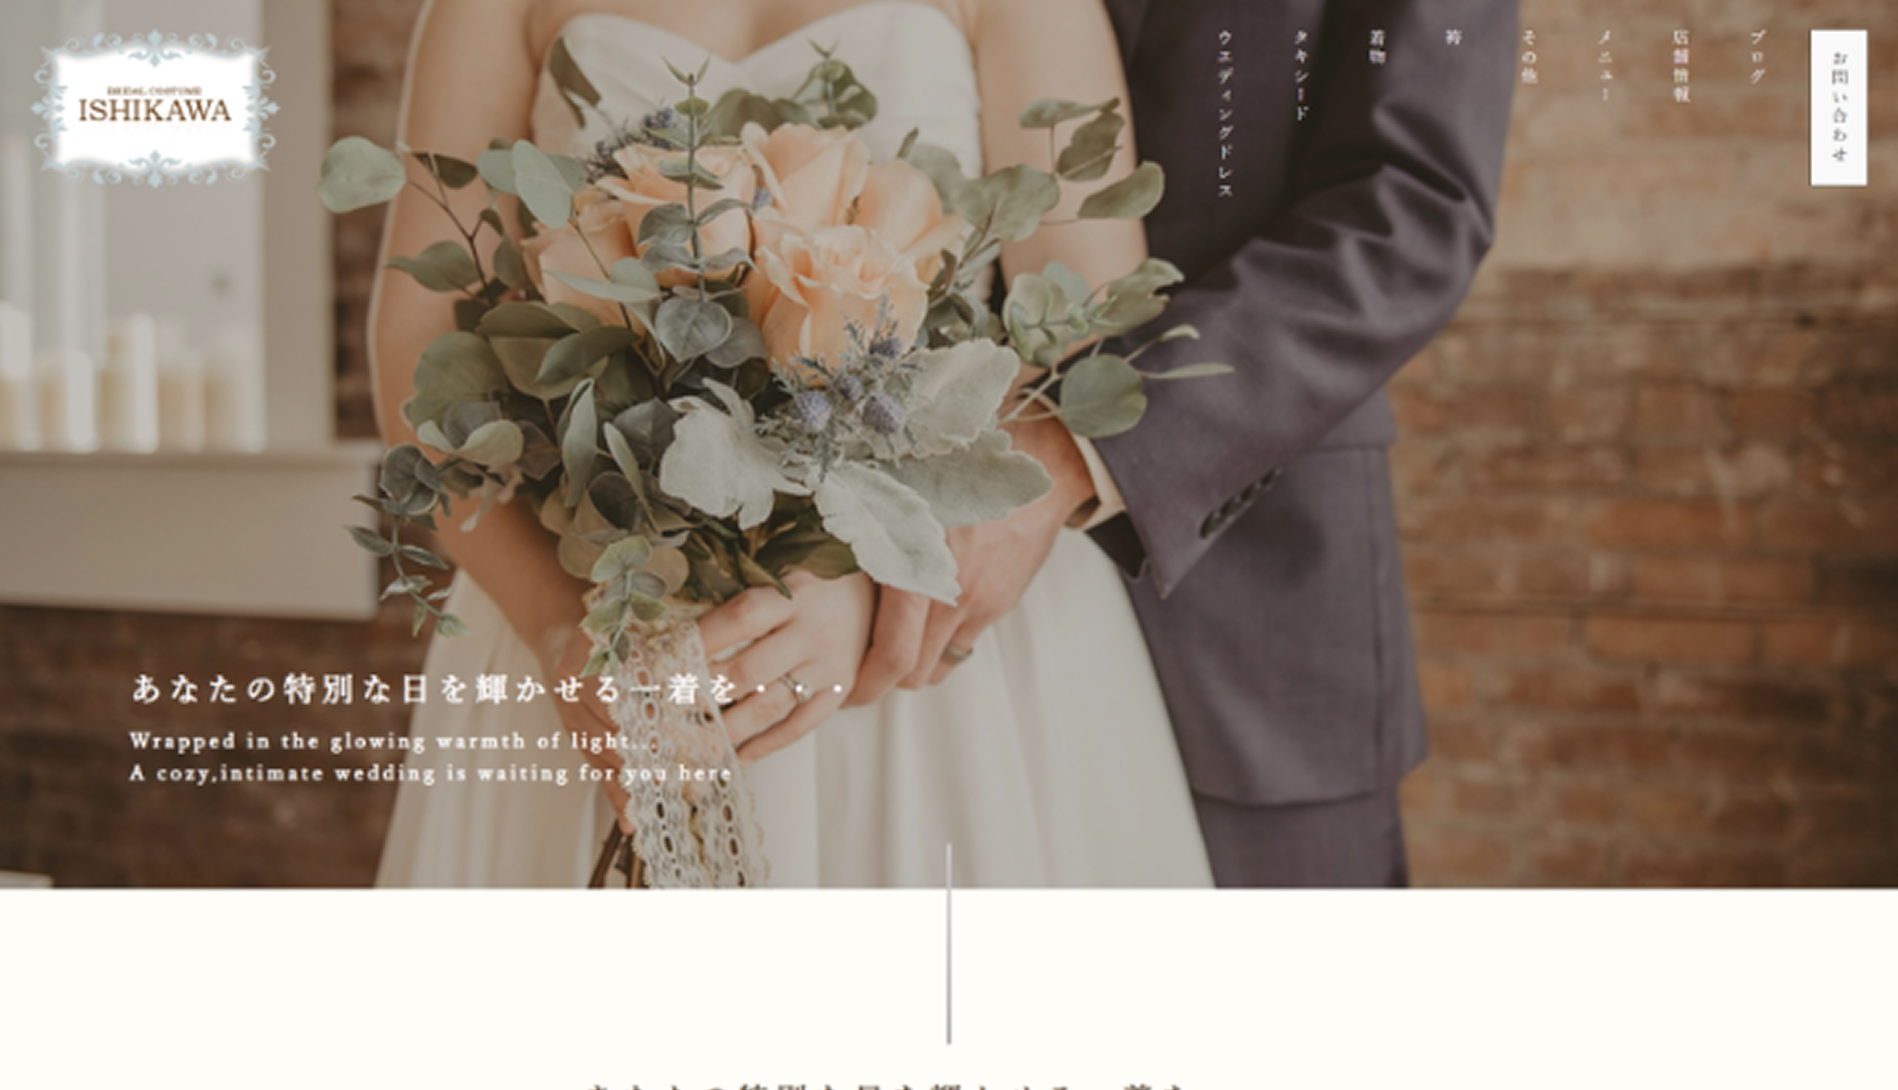 BRIDAL COSTUME
ISHIKAWA
ウエディングドレス
タキシード
着物
袴
その他
メニュー
店舗情報
ブログ
お問い合わせ
あなたの特別な日を輝かせる一着を・・・
Wrapped in the glowing warmth of light...
A cozy,intimate wedding is waiting for you here